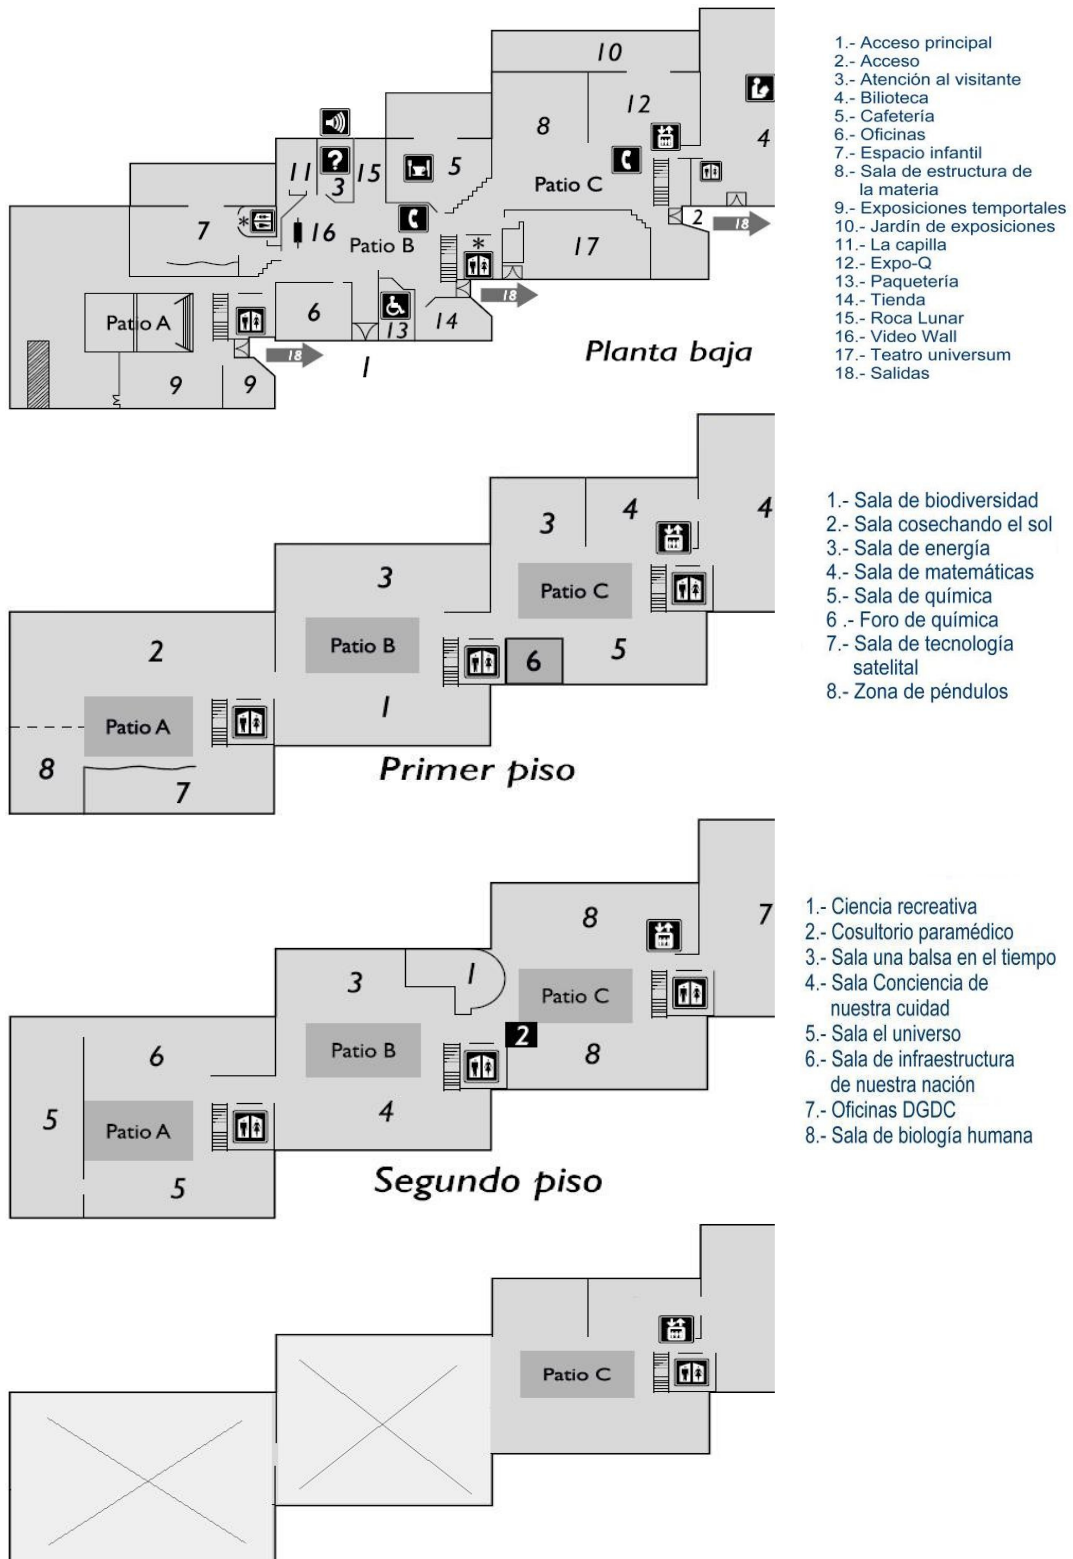 10
12
8
4
Patio C
5
11
3
15
?
16
Patio B
17
2
18
7
*
*
18
Patio A
6
13
14
18
9
9
1
Planta baja
1.- Acceso principal
2.- Acceso
3.- Atención al visitante
4.- Bilioteca
5.- Cafetería
6.- Oficinas
7.- Espacio infantil
8.- Sala de estructura de
la materia
9.- Exposiciones temportales
10.- Jardín de exposiciones
11.- La capilla
12.- Expo-Q
13.- Paquetería
14.- Tienda
15.- Roca Lunar
16.- Video Wall
17.- Teatro universum
18.- Salidas
3
4
4
Patio C
3
Patio B
6
5
2
1
Patio A
8
7
Primer piso
1.- Sala de biodiversidad
2.- Sala cosechando el sol
3.- Sala de energía
4.- Sala de matemáticas
5.- Sala de química
6 .- Foro de química
7.- Sala de tecnología
satelital
8.- Zona de péndulos
8
7
3
1
Patio C
2
8
Patio B
6
4
5
Patio A
5
Segundo piso
1.- Ciencia recreativa
2.- Cosultorio paramédico
3.- Sala una balsa en el tiempo
4.- Sala Conciencia de
nuestra cuidad
5.- Sala el universo
6.- Sala de infraestructura
de nuestra nación
7.- Oficinas DGDC
8.- Sala de biología humana
Patio C